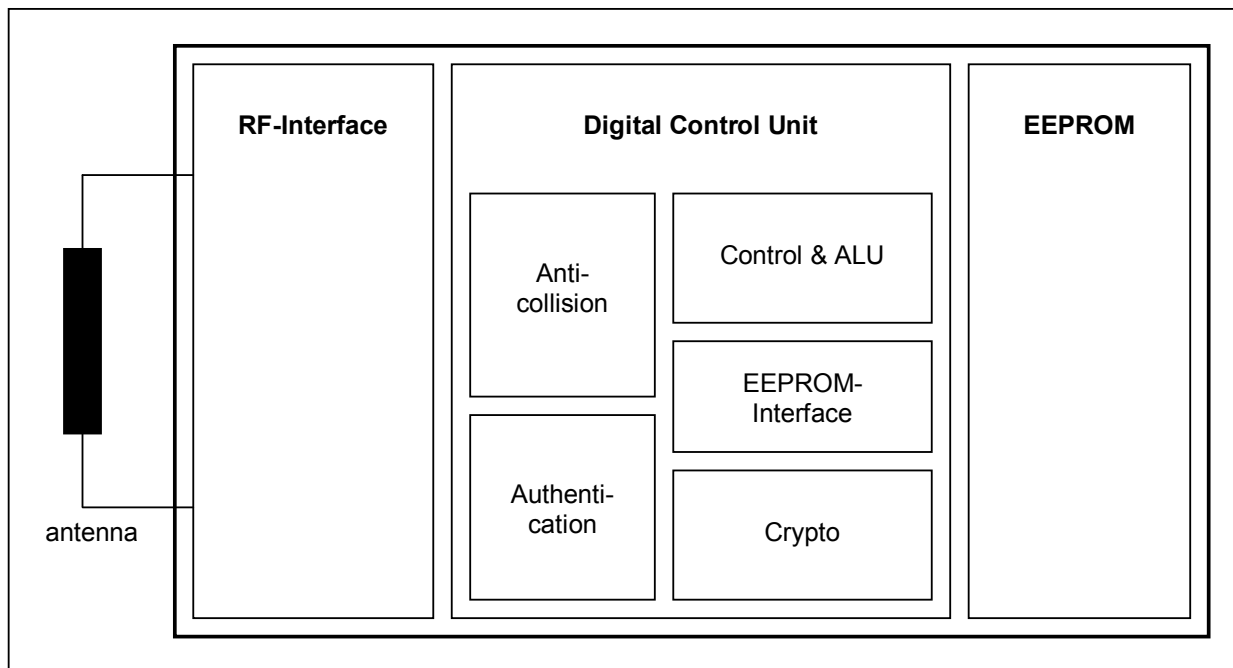 RF-Interface
Digital Control Unit
EEPROM
Anti-
collision
Control & ALU
EEPROM-
Interface
Authenti-
cation
Crypto
antenna